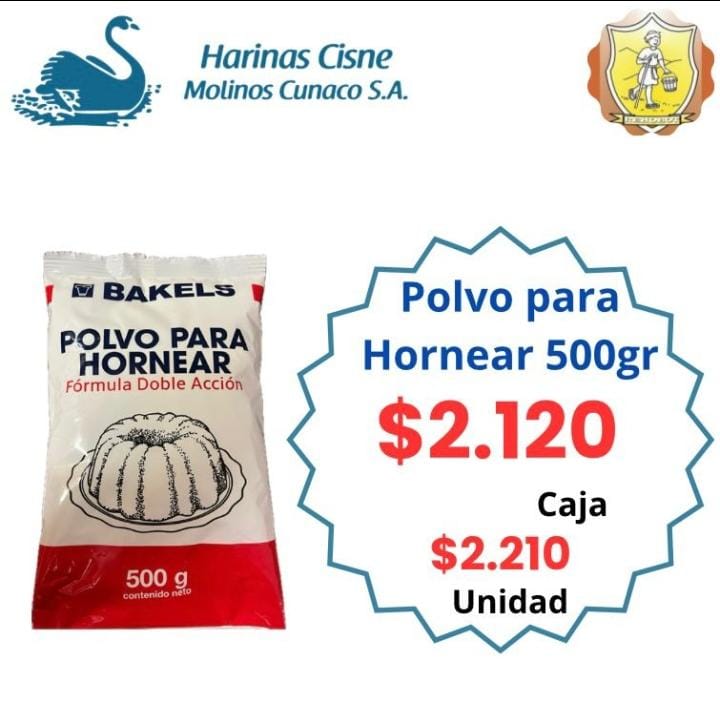 Harinas Cisne
Molinos Cunaco S.A.
BAKELS
POLVO PARA
HORNEAR
Fórmula Doble Acción
500 g
contenido neto
Polvo para
Hornear 500gr
$2.120
Caja
$2.210
Unidad